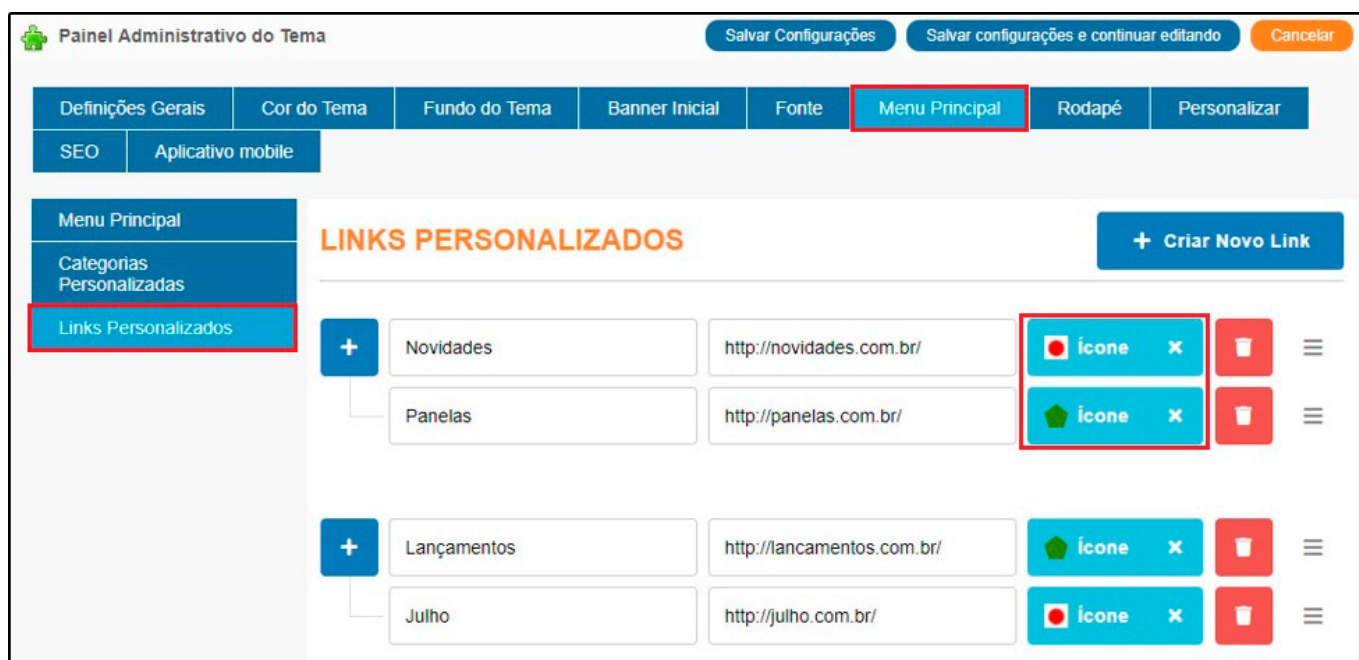 Painel Administrativo do Tema
Salvar Configurações
Salvar configurações e continuar editando
Cancelar
Definições Gerais
Cor do Tema
Fundo do Tema
Banner Inicial
Fonte
Menu Principal
Rodapé
Personalizar
SEO
Aplicativo mobile
Menu Principal
Categorias
Personalizadas
Links Personalizados
LINKS PERSONALIZADOS
+ Criar Novo Link
+ Novidades http://novidades.com.br/ Ícone ×
Panelas http://panelas.com.br/ Ícone ×
+ Lançamentos http://lancamentos.com.br/ Ícone ×
Julho http://julho.com.br/ Ícone ×